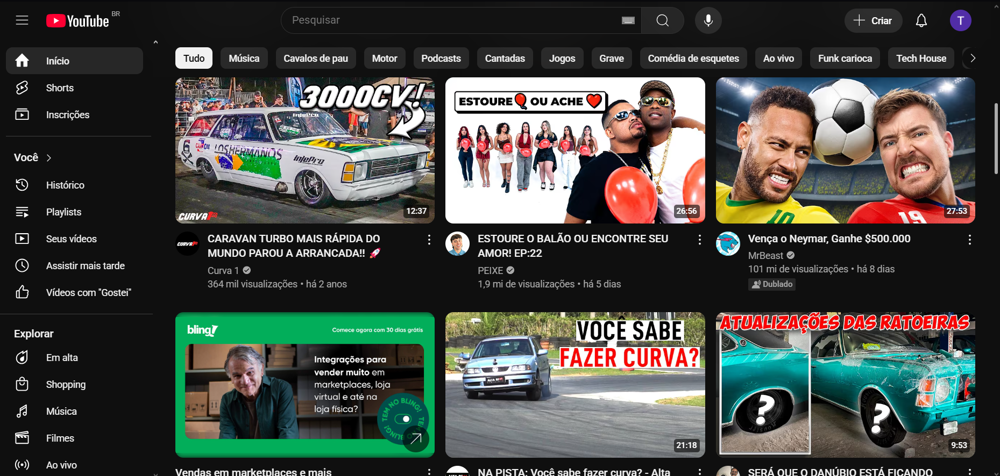 YouTube BR
Pesquisar
Criar
T
Início
Shorts
Inscrições
Você
Histórico
Playlists
Seus vídeos
Assistir mais tarde
Vídeos com "Gostei"
Explorar
Em alta
Shopping
Música
Filmes
Ao vivo
Tudo
Música
Cavalos de pau
Motor
Podcasts
Cantadas
Jogos
Grave
Comédia de esquetes
Ao vivo
Funk carioca
Tech House
3000CV!
InjePro
LOS HERMANOS
InjePro
6
CURVA1
12:37
CURVA1
CARAVAN TURBO MAIS RÁPIDA DO
MUNDO PAROU A ARRANCADA!! 🚀
Curva 1
364 mil visualizações • há 2 anos
ESTOURE🎈OU ACHE❤️
26:56
ESTOURE O BALÃO OU ENCONTRE SEU
AMOR! EP:22
PEIXE
1,9 mi de visualizações • há 5 dias
10
19
27:53
Vença o Neymar, Ganhe $500.000
MrBeast
101 mi de visualizações • há 8 dias
Dublado
bling!
Comece agora com 30 dias grátis
Integrações para
vender muito em
marketplaces, loja
virtual e até na
loja física?
TEM NO BLING!
Vendas em marketplaces e mais
VOCÊ SABE
FAZER CURVA?
21:18
NA PISTA: Você sabe fazer curva? - Alta
ATUALIZAÇÕES DAS RATOEIRAS
?
?
9:53
SERÁ QUE O DANÚBIO ESTÁ FICANDO